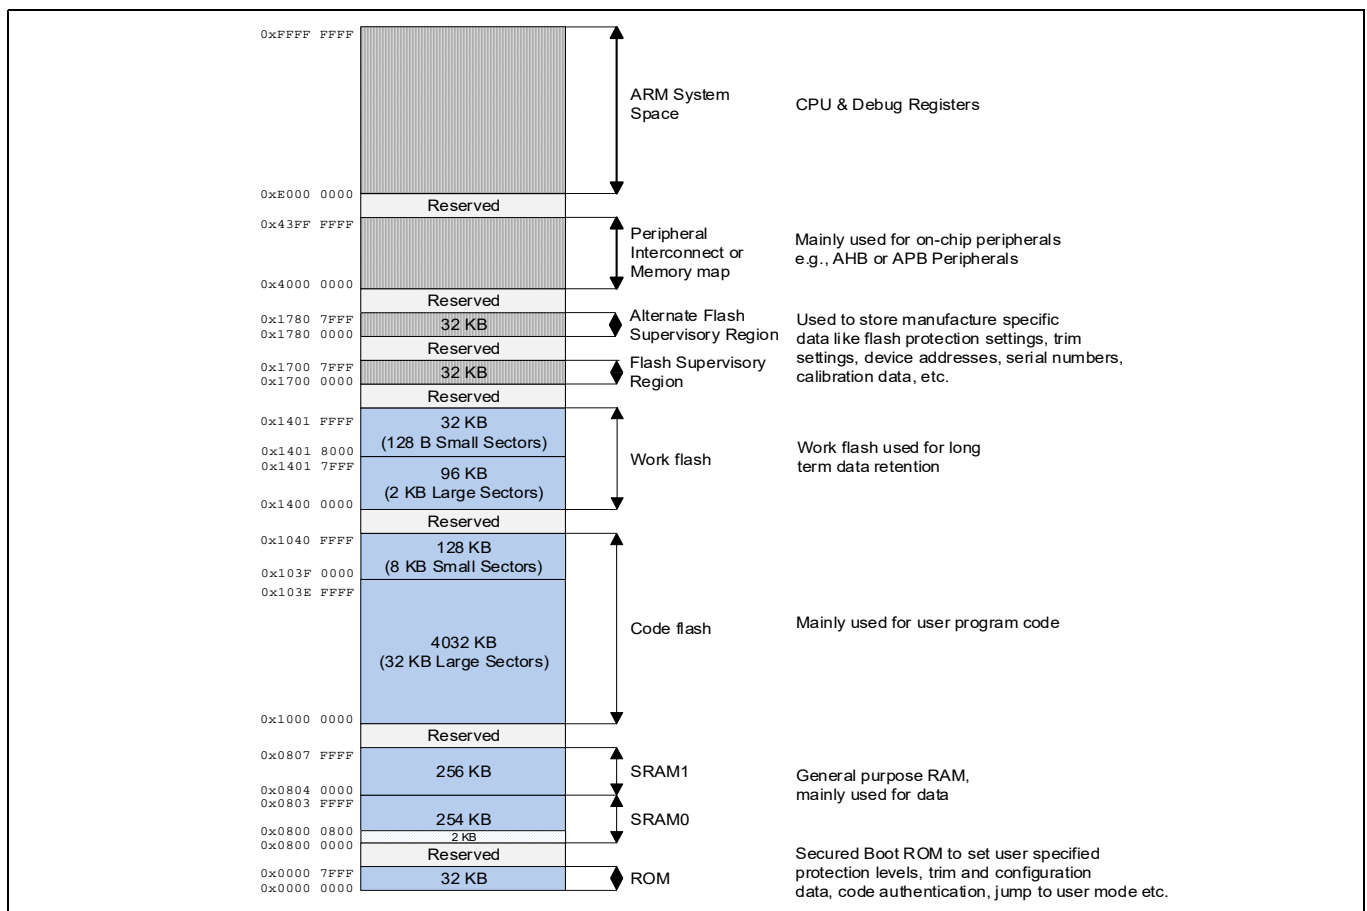 0xFFFF FFFF
ARM System
Space
CPU & Debug Registers
0xE000 0000
Reserved
0x43FF FFFF
Peripheral
Interconnect or
Memory map
Mainly used for on-chip peripherals
e.g., AHB or APB Peripherals
0x4000 0000
Reserved
0x1780 7FFF
32 KB
0x1780 0000
Alternate Flash
Supervisory Region
Used to store manufacture specific
data like flash protection settings, trim
settings, device addresses, serial numbers,
calibration data, etc.
Reserved
0x1700 7FFF
32 KB
0x1700 0000
Flash Supervisory
Region
Reserved
0x1401 FFFF
32 KB
(128 B Small Sectors)
0x1401 8000
0x1401 7FFF
96 KB
(2 KB Large Sectors)
0x1400 0000
Work flash
Work flash used for long
term data retention
Reserved
0x1040 FFFF
128 KB
(8 KB Small Sectors)
0x103F 0000
0x103E FFFF
4032 KB
(32 KB Large Sectors)
0x1000 0000
Code flash
Mainly used for user program code
Reserved
0x0807 FFFF
256 KB
0x0804 0000
SRAM1
General purpose RAM,
mainly used for data
0x0803 FFFF
254 KB
0x0800 0800
2 KB
0x0800 0000
SRAM0
Reserved
0x0000 7FFF
32 KB
0x0000 0000
ROM
Secured Boot ROM to set user specified
protection levels, trim and configuration
data, code authentication, jump to user mode etc.